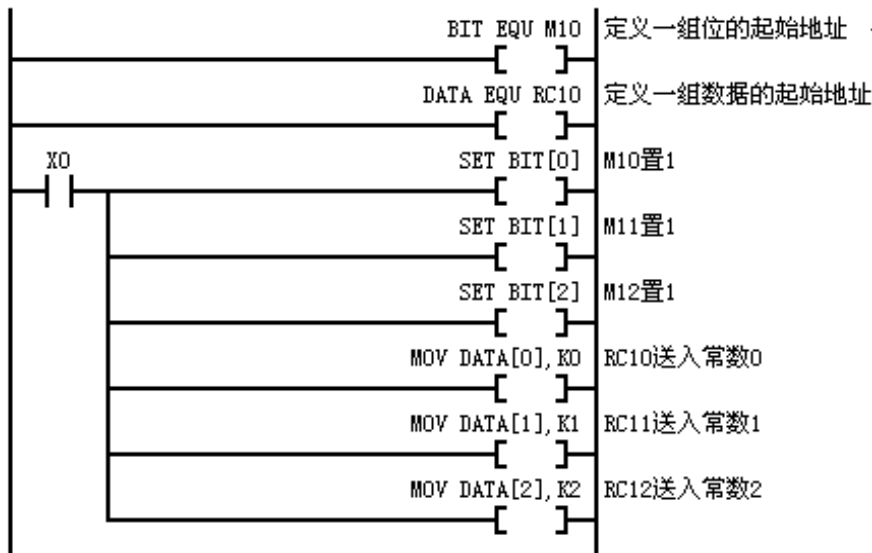 BIT EQU M10 定义一组位的起始地址
DATA EQU RC10 定义一组数据的起始地址
X0 SET BIT[0] M10置1
SET BIT[1] M11置1
SET BIT[2] M12置1
MOV DATA[0],K0 RC10送入常数0
MOV DATA[1],K1 RC11送入常数1
MOV DATA[2],K2 RC12送入常数2